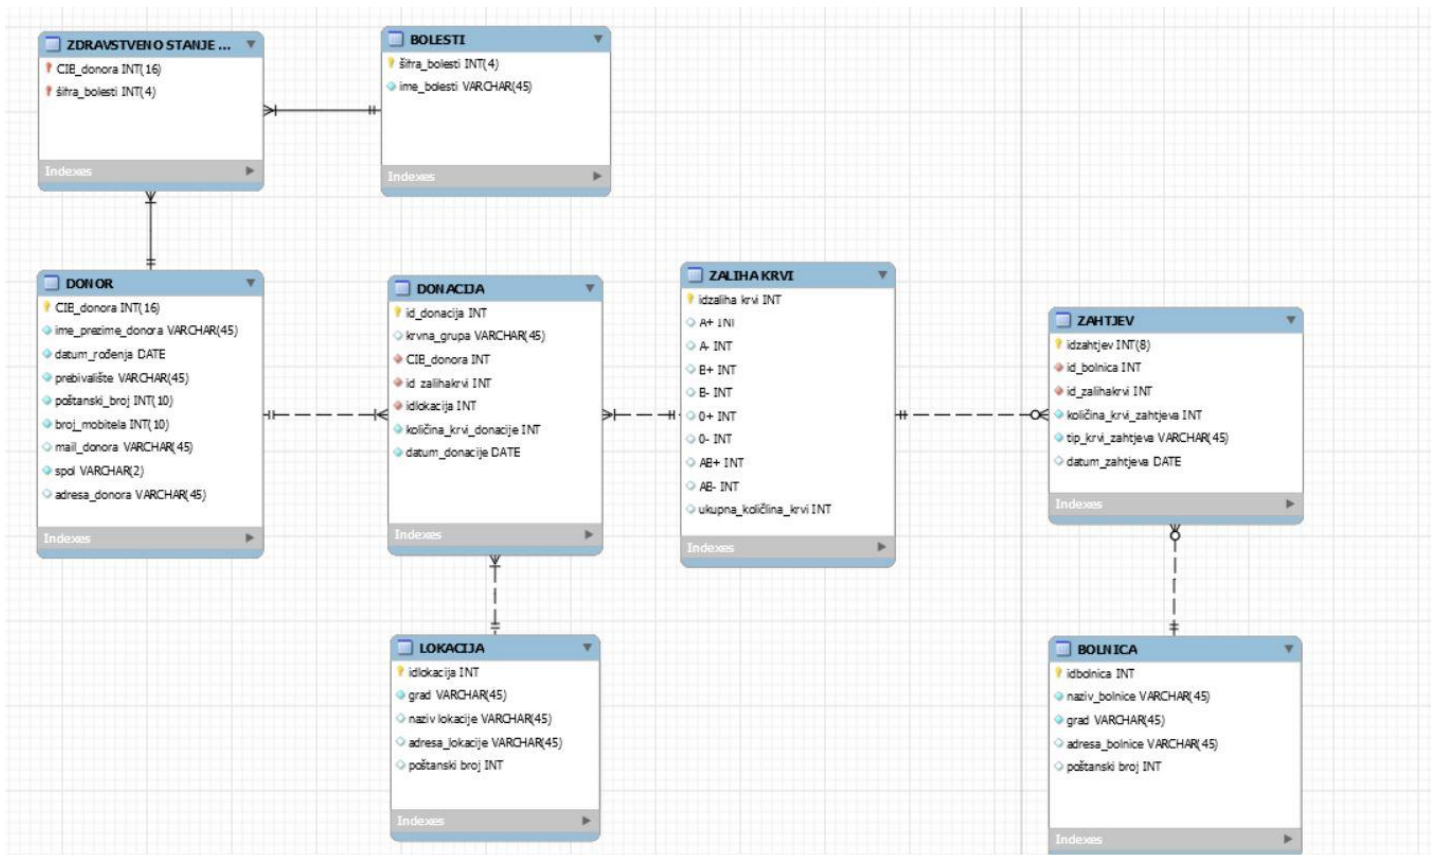 ZDRAVSTVENO STANJE ...
CIB_donora INT(16)
šifra_bolesti INT(4)
Indexes
BOLESTI
šifra_bolesti INT(4)
ime_bolesti VARCHAR(45)
Indexes
DONOR
CIB_donora INT(16)
ime_prezime_donora VARCHAR(45)
datum_rođenja DATE
prebivalište VARCHAR(45)
poštanski_broj INT(10)
broj_mobitela INT(10)
mail_donora VARCHAR(45)
spol VARCHAR(2)
adresa_donora VARCHAR(45)
Indexes
DONACIJA
id_donacija INT
krvna_grupa VARCHAR(45)
CIB_donora INT
id_zalihakrvi INT
idlokacija INT
količina_krvi_donacije INT
datum_donacije DATE
Indexes
ZALIHA KRVI
idzaliha krvi INT
A+ INT
A- INT
B+ INT
B- INT
0+ INT
0- INT
AB+ INT
AB- INT
ukupna_količlina_krvi INT
Indexes
ZAHTJEV
idzahtjev INT(8)
id_bolnica INT
id_zalihakrvi INT
količina_krvi_zahtjeva INT
tip_krvi_zahtjeva VARCHAR(45)
datum_zahtjeva DATE
Indexes
LOKACIJA
idlokacija INT
grad VARCHAR(45)
naziv lokacije VARCHAR(45)
adresa_lokacije VARCHAR(45)
poštanski broj INT
Indexes
BOLNICA
idbolnica INT
naziv_bolnice VARCHAR(45)
grad VARCHAR(45)
adresa_bolnice VARCHAR(45)
poštanski broj INT
Indexes